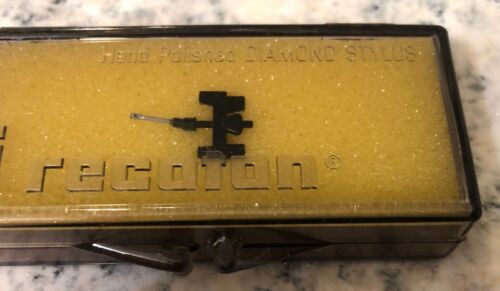 Hand Polished DIAMOND STYLUS
recoton©